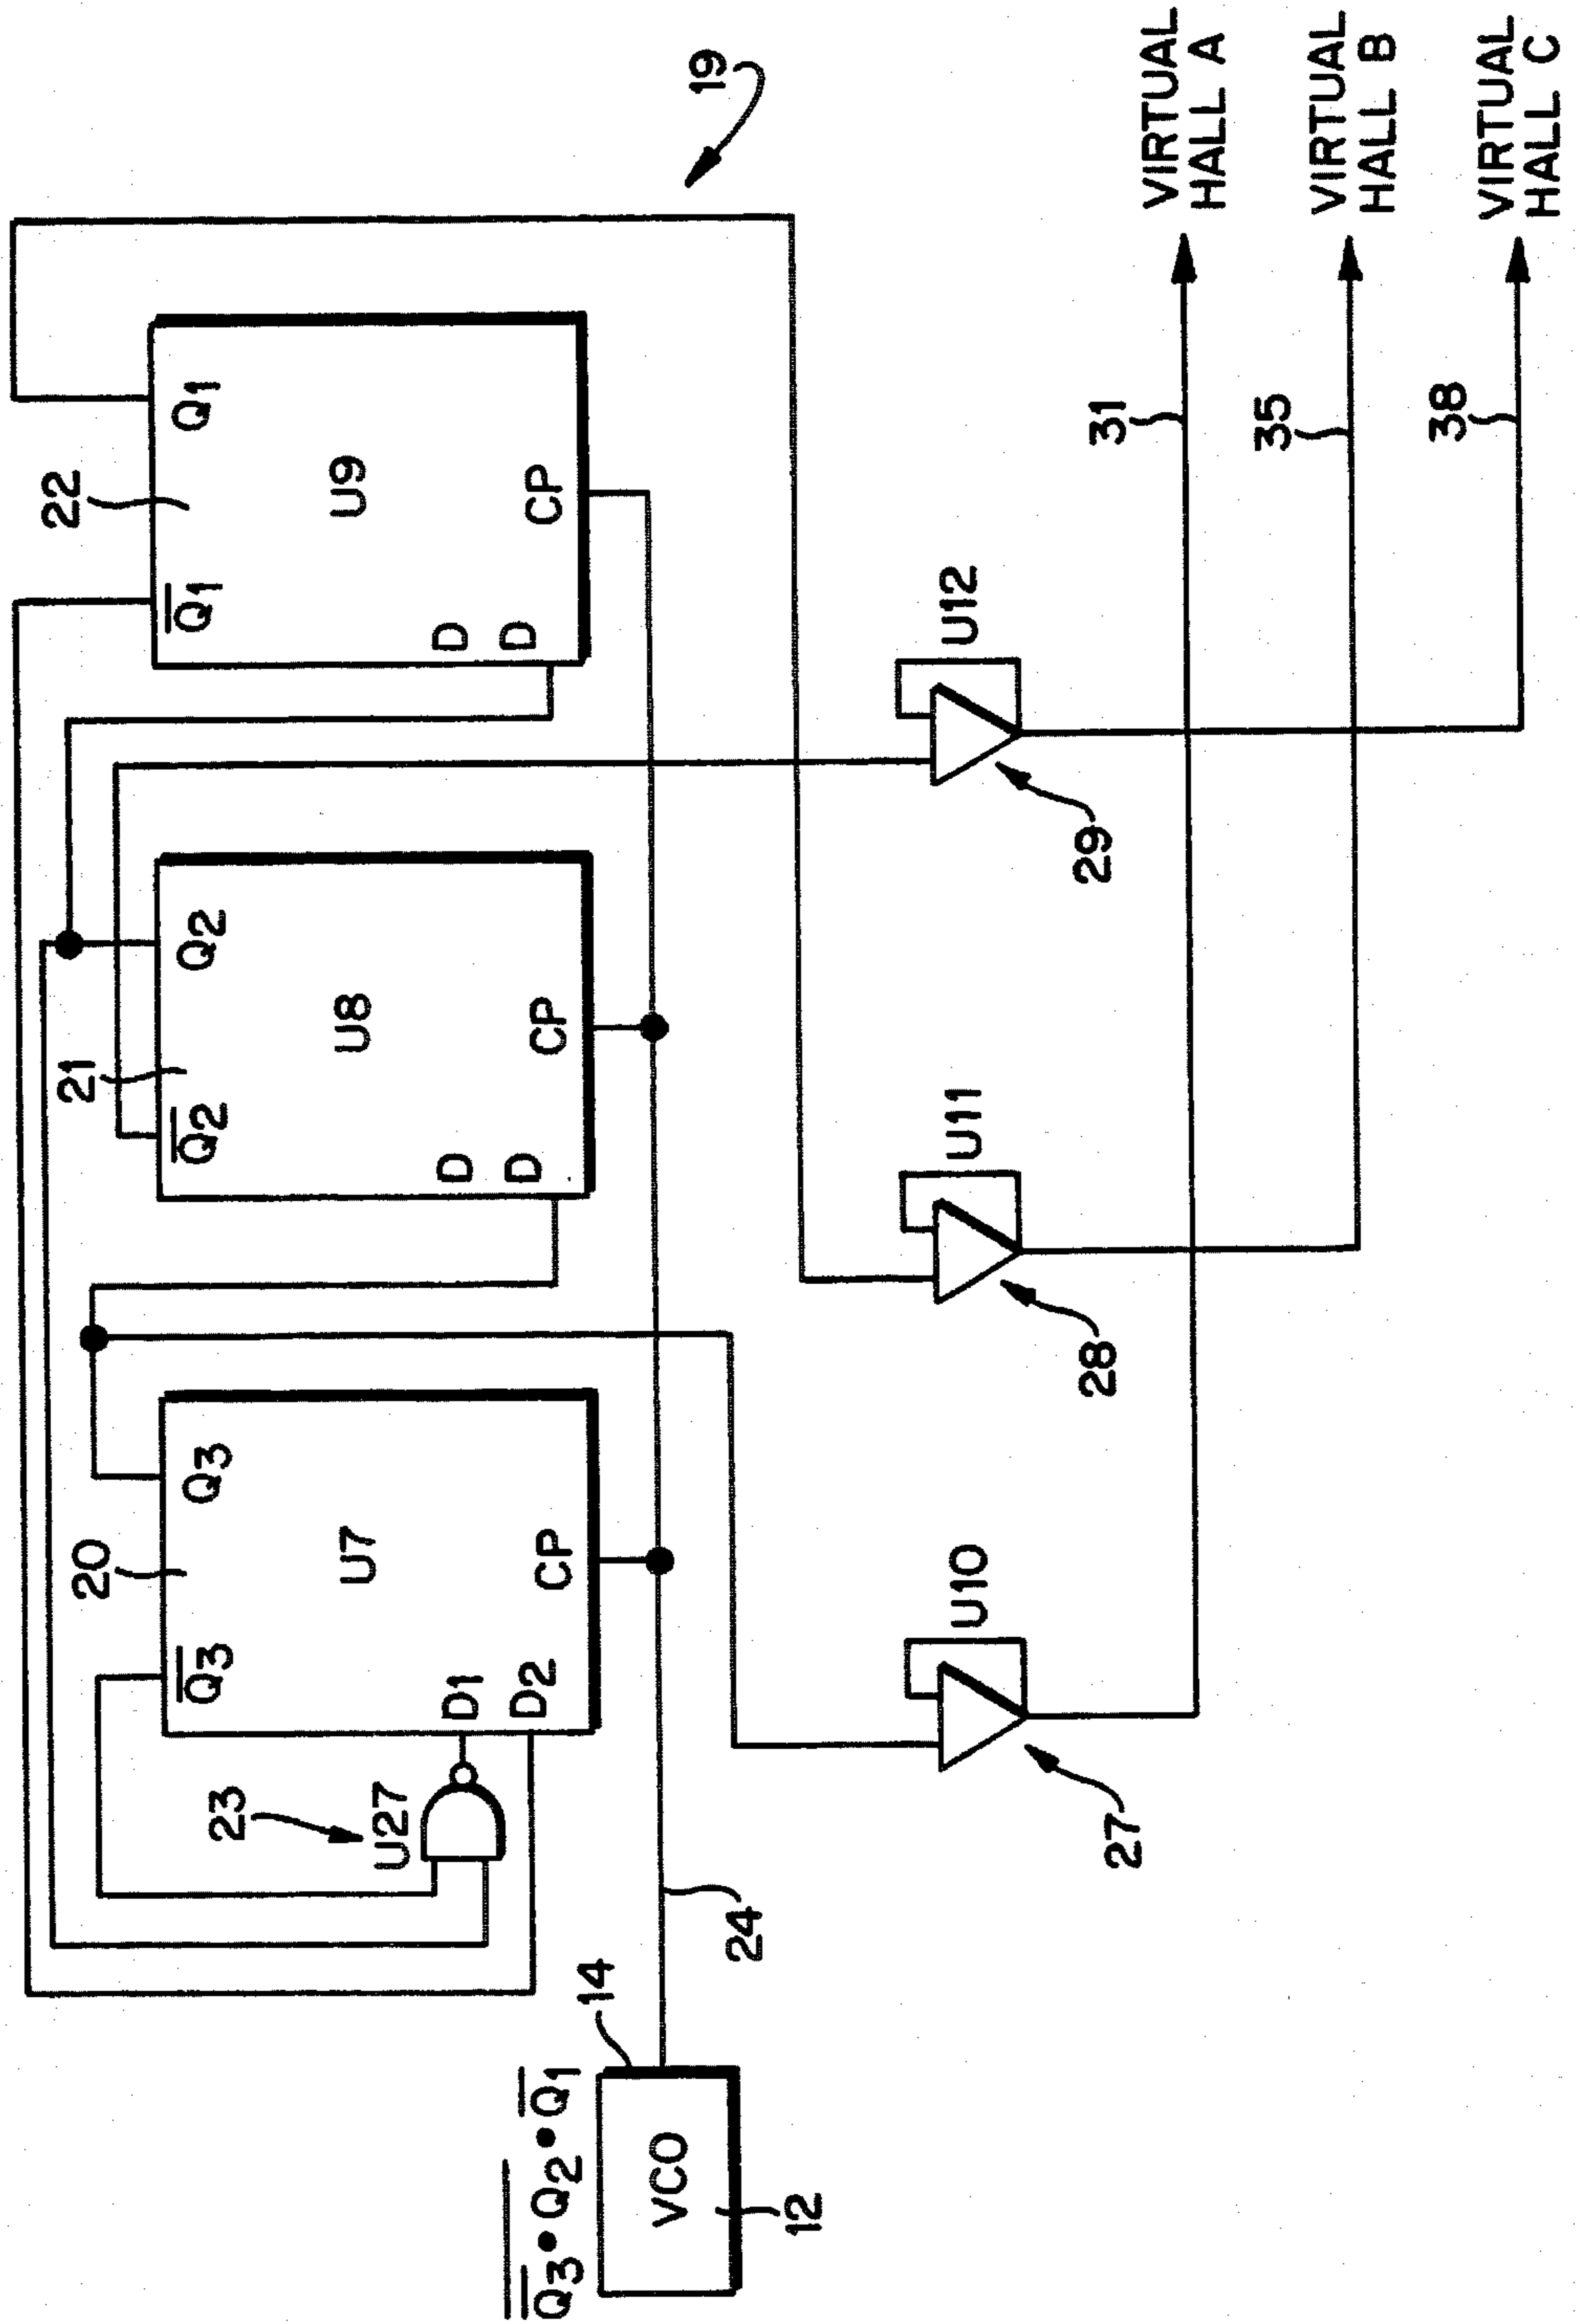 19
22
Q̅1
Q1
U9
D
D
CP
21
Q̅2
Q2
U8
D
D
CP
20
Q̅3
Q3
U7
D1
D2
CP
23
U27
Q̅3•Q2•Q̅1
VCO
12
14
24
U10
27
U11
28
U12
29
31
VIRTUAL
HALL A
35
VIRTUAL
HALL B
38
VIRTUAL
HALL C